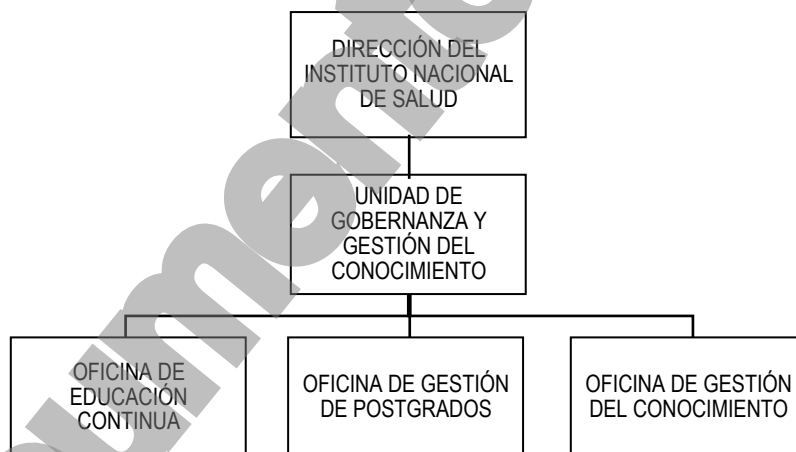 DIRECCIÓN DEL
INSTITUTO NACIONAL
DE SALUD
UNIDAD DE
GOBERNANZA Y
GESTIÓN DEL
CONOCIMIENTO
OFICINA DE
EDUCACIÓN
CONTINUA
OFICINA DE GESTIÓN
DE POSTGRADOS
OFICINA DE GESTIÓN
DEL CONOCIMIENTO